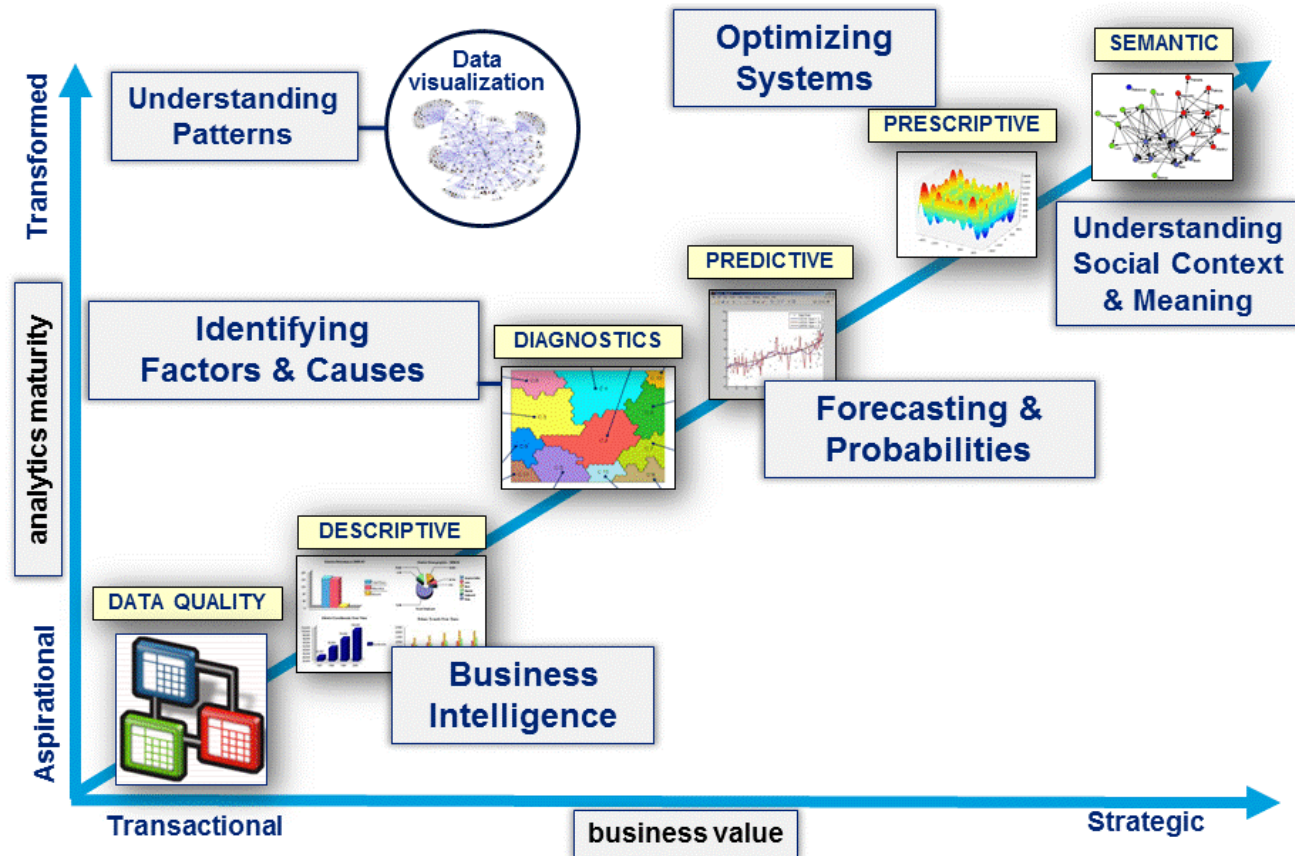 Optimizing
Systems
SEMANTIC
Data
visualization
Understanding
Patterns
PRESCRIPTIVE
Transformed
Understanding
Social Context
& Meaning
PREDICTIVE
Identifying
Factors & Causes
DIAGNOSTICS
Forecasting &
Probabilities
analytics maturity
DESCRIPTIVE
DATA QUALITY
Business
Intelligence
Aspirational
Transactional
business value
Strategic